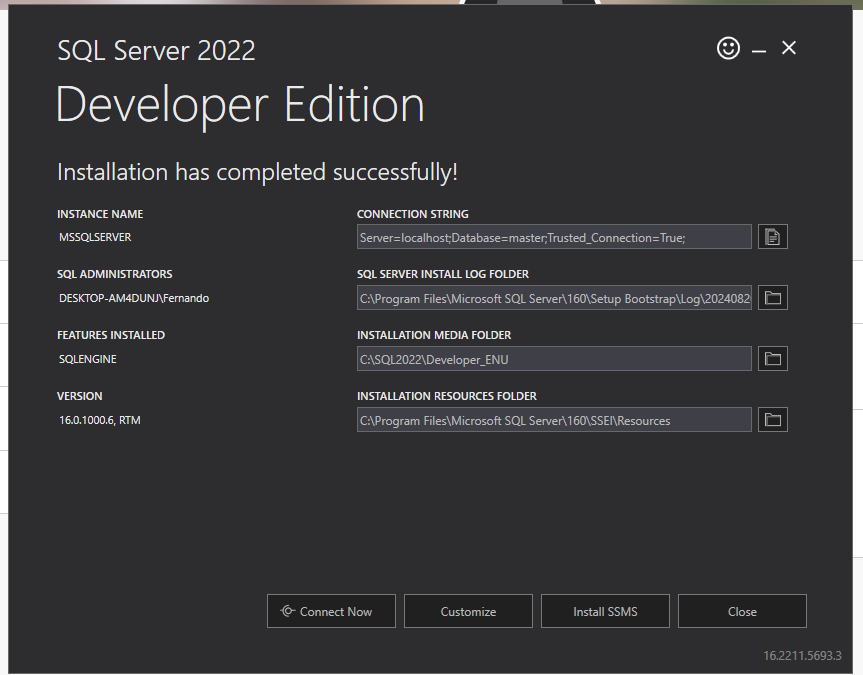 SQL Server 2022
Developer Edition
Installation has completed successfully!
INSTANCE NAME
MSSQLSERVER
CONNECTION STRING
Server=localhost;Database=master;Trusted_Connection=True;
SQL ADMINISTRATORS
DESKTOP-AM4DUNJ\Fernando
SQL SERVER INSTALL LOG FOLDER
C:\Program Files\Microsoft SQL Server\160\Setup Bootstrap\Log\2024082
FEATURES INSTALLED
SQLENGINE
INSTALLATION MEDIA FOLDER
C:\SQL2022\Developer_ENU
VERSION
16.0.1000.6, RTM
INSTALLATION RESOURCES FOLDER
C:\Program Files\Microsoft SQL Server\160\SSEI\Resources
Connect Now
Customize
Install SSMS
Close
16.2211.5693.3